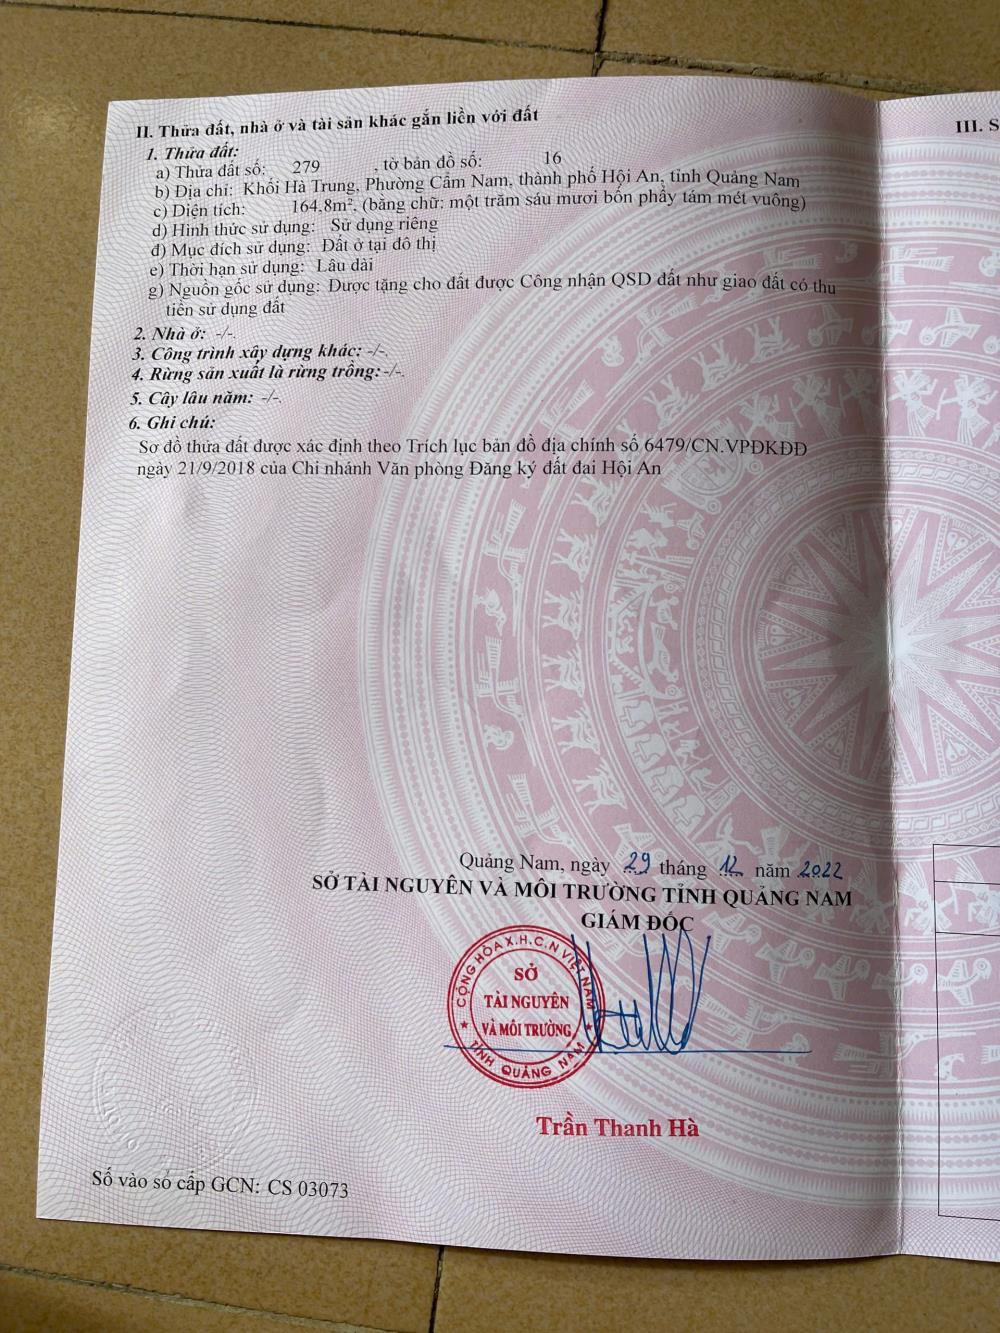 II. Thửa đất, nhà ở và tài sản khác gắn liền với đất
1. Thửa đất:
a) Thửa đất số: 279 , tờ bản đồ số: 16
b) Địa chỉ: Khối Hà Trung, Phường Cẩm Nam, thành phố Hội An, tỉnh Quảng Nam
c) Diện tích: 164.8m², (bằng chữ: một trăm sáu mươi bốn phẩy tám mét vuông)
d) Hình thức sử dụng: Sử dụng riêng
đ) Mục đích sử dụng: Đất ở tại đô thị
e) Thời hạn sử dụng: Lâu dài
g) Nguồn gốc sử dụng: Được tặng cho đất được Công nhận QSD đất như giao đất có thu
tiền sử dụng đất
2. Nhà ở: -/-.
3. Công trình xây dựng khác: -/-.
4. Rừng sản xuất là rừng trồng: -/-.
5. Cây lâu năm: -/-.
6. Ghi chú:
Sơ đồ thửa đất được xác định theo Trích lục bản đồ địa chính số 6479/CN.VPĐKĐĐ
ngày 21/9/2018 của Chi nhánh Văn phòng Đăng ký đất đai Hội An
III. S
Quảng Nam, ngày 29 tháng 12 năm 2022
SỞ TÀI NGUYÊN VÀ MÔI TRƯỜNG TỈNH QUẢNG NAM
GIÁM ĐỐC
CỘNG HÒA X.H.C.N VIỆT NAM
SỞ
TÀI NGUYÊN
VÀ MÔI TRƯỜNG
TỈNH QUẢNG NAM
Trần Thanh Hà
Số vào sổ cấp GCN: CS 03073